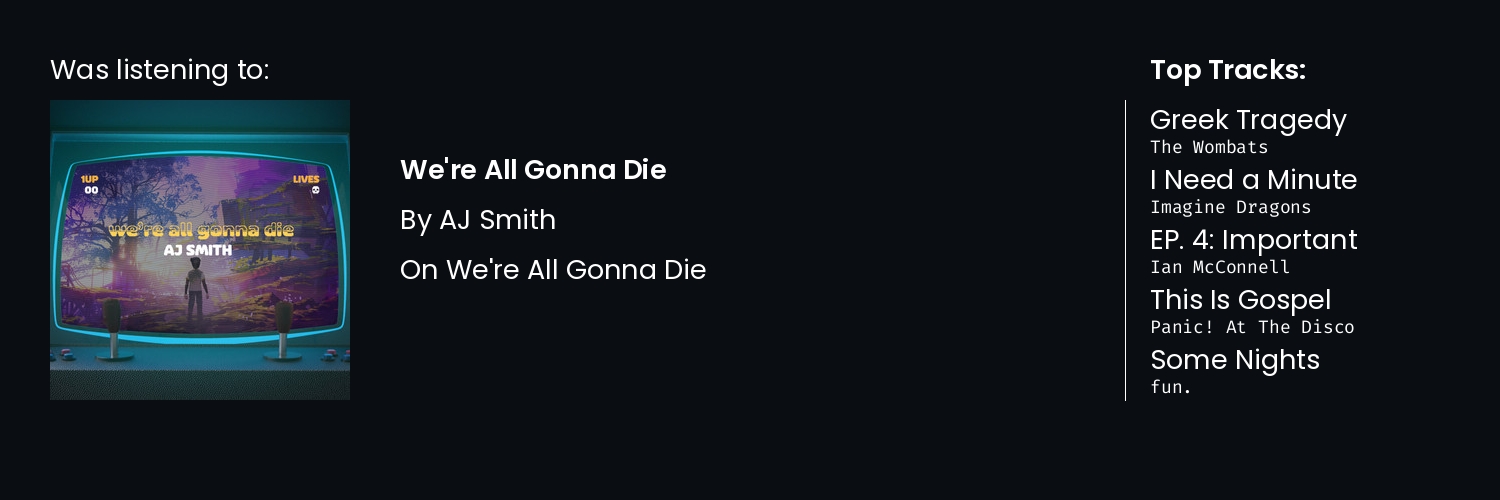 Was listening to:
1UP
00
LIVES
we're all gonna die
AJ SMITH
We're All Gonna Die
By AJ Smith
On We're All Gonna Die
Top Tracks:
Greek Tragedy
The Wombats
I Need a Minute
Imagine Dragons
EP. 4: Important
Ian McConnell
This Is Gospel
Panic! At The Disco
Some Nights
fun.